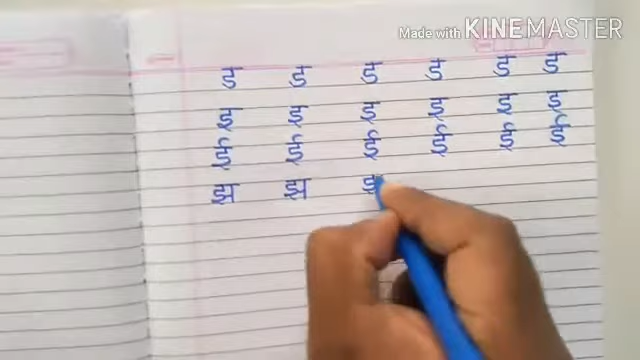 Made with KINEMASTER
ड ड ड ड ड ड
इ इ इ इ इ इ
ई ई ई ई ई ई
झ झ